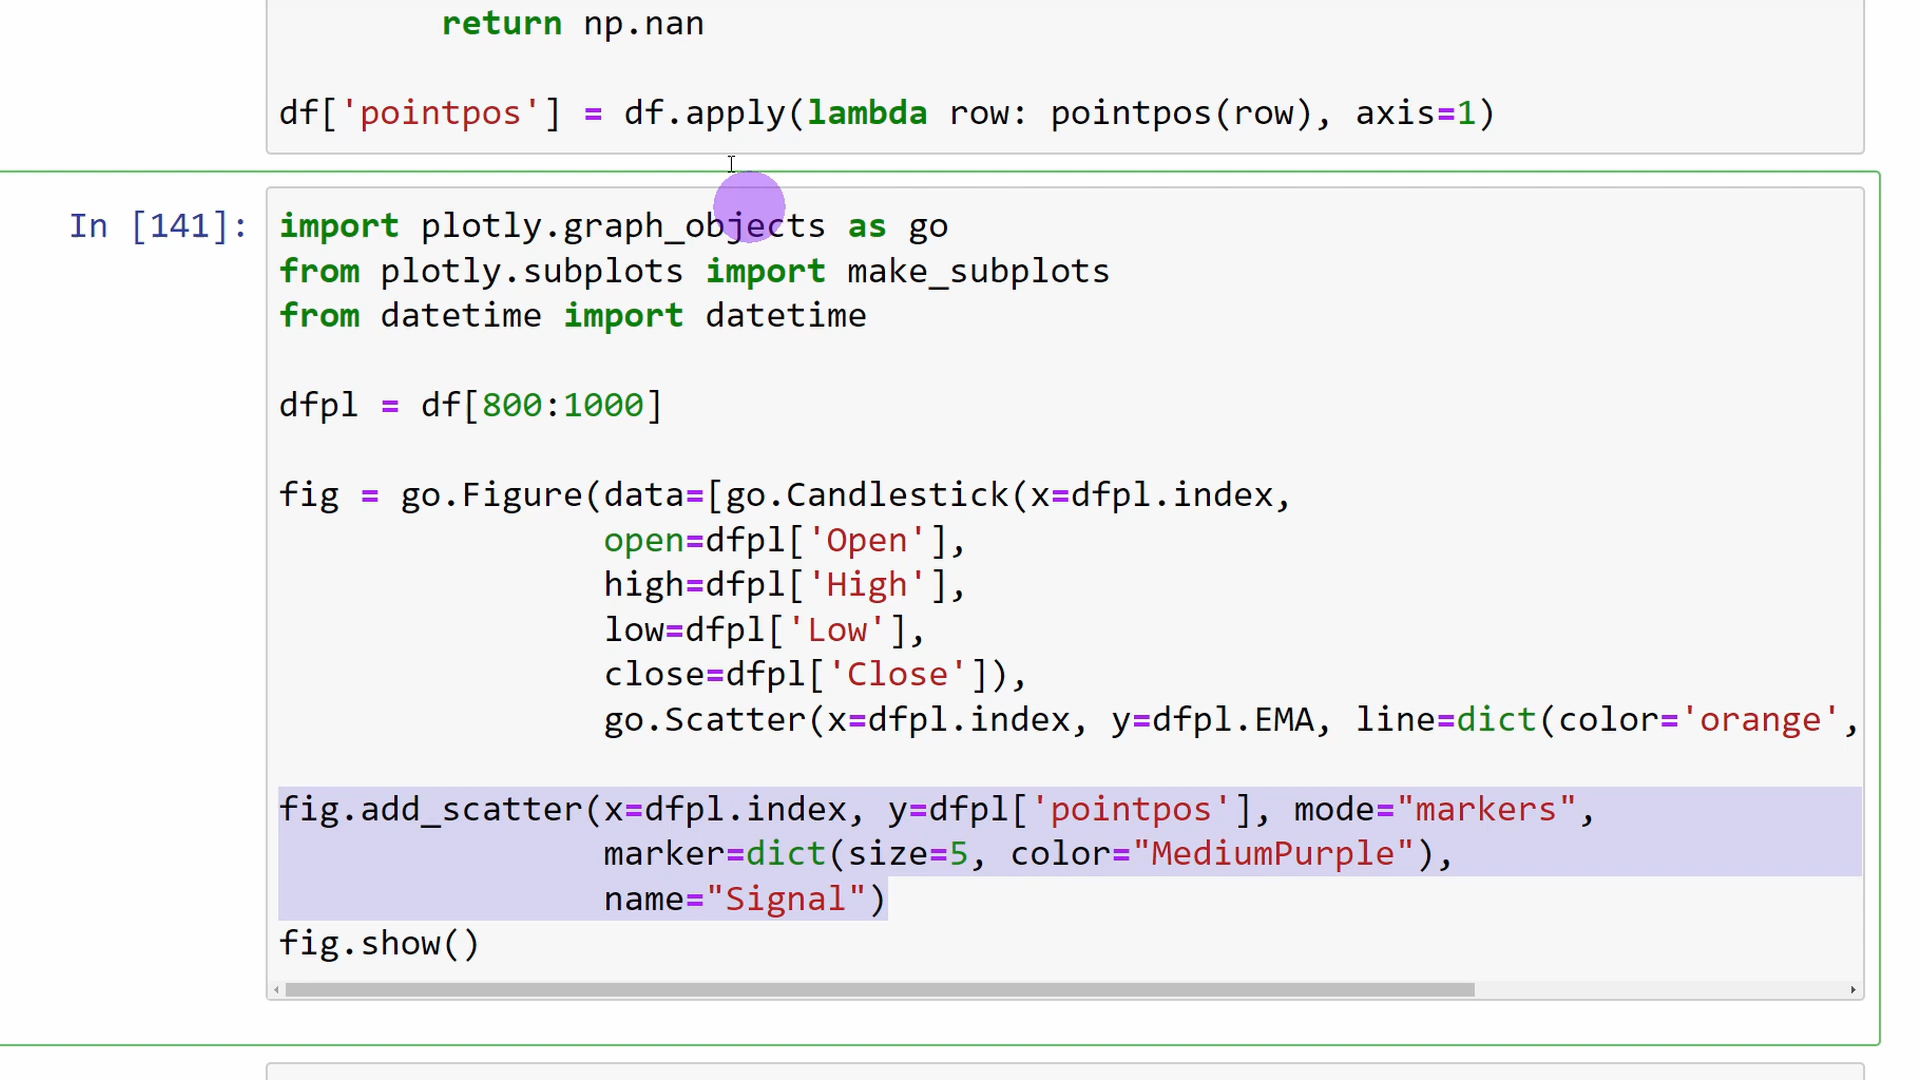 return np.nan
df['pointpos'] = df.apply(lambda row: pointpos(row), axis=1)
In [141]:
import plotly.graph_objects as go
from plotly.subplots import make_subplots
from datetime import datetime
dfpl = df[800:1000]
fig = go.Figure(data=[go.Candlestick(x=dfpl.index,
open=dfpl['Open'],
high=dfpl['High'],
low=dfpl['Low'],
close=dfpl['Close']),
go.Scatter(x=dfpl.index, y=dfpl.EMA, line=dict(color='orange',
fig.add_scatter(x=dfpl.index, y=dfpl['pointpos'], mode="markers",
marker=dict(size=5, color="MediumPurple"),
name="Signal")
fig.show()